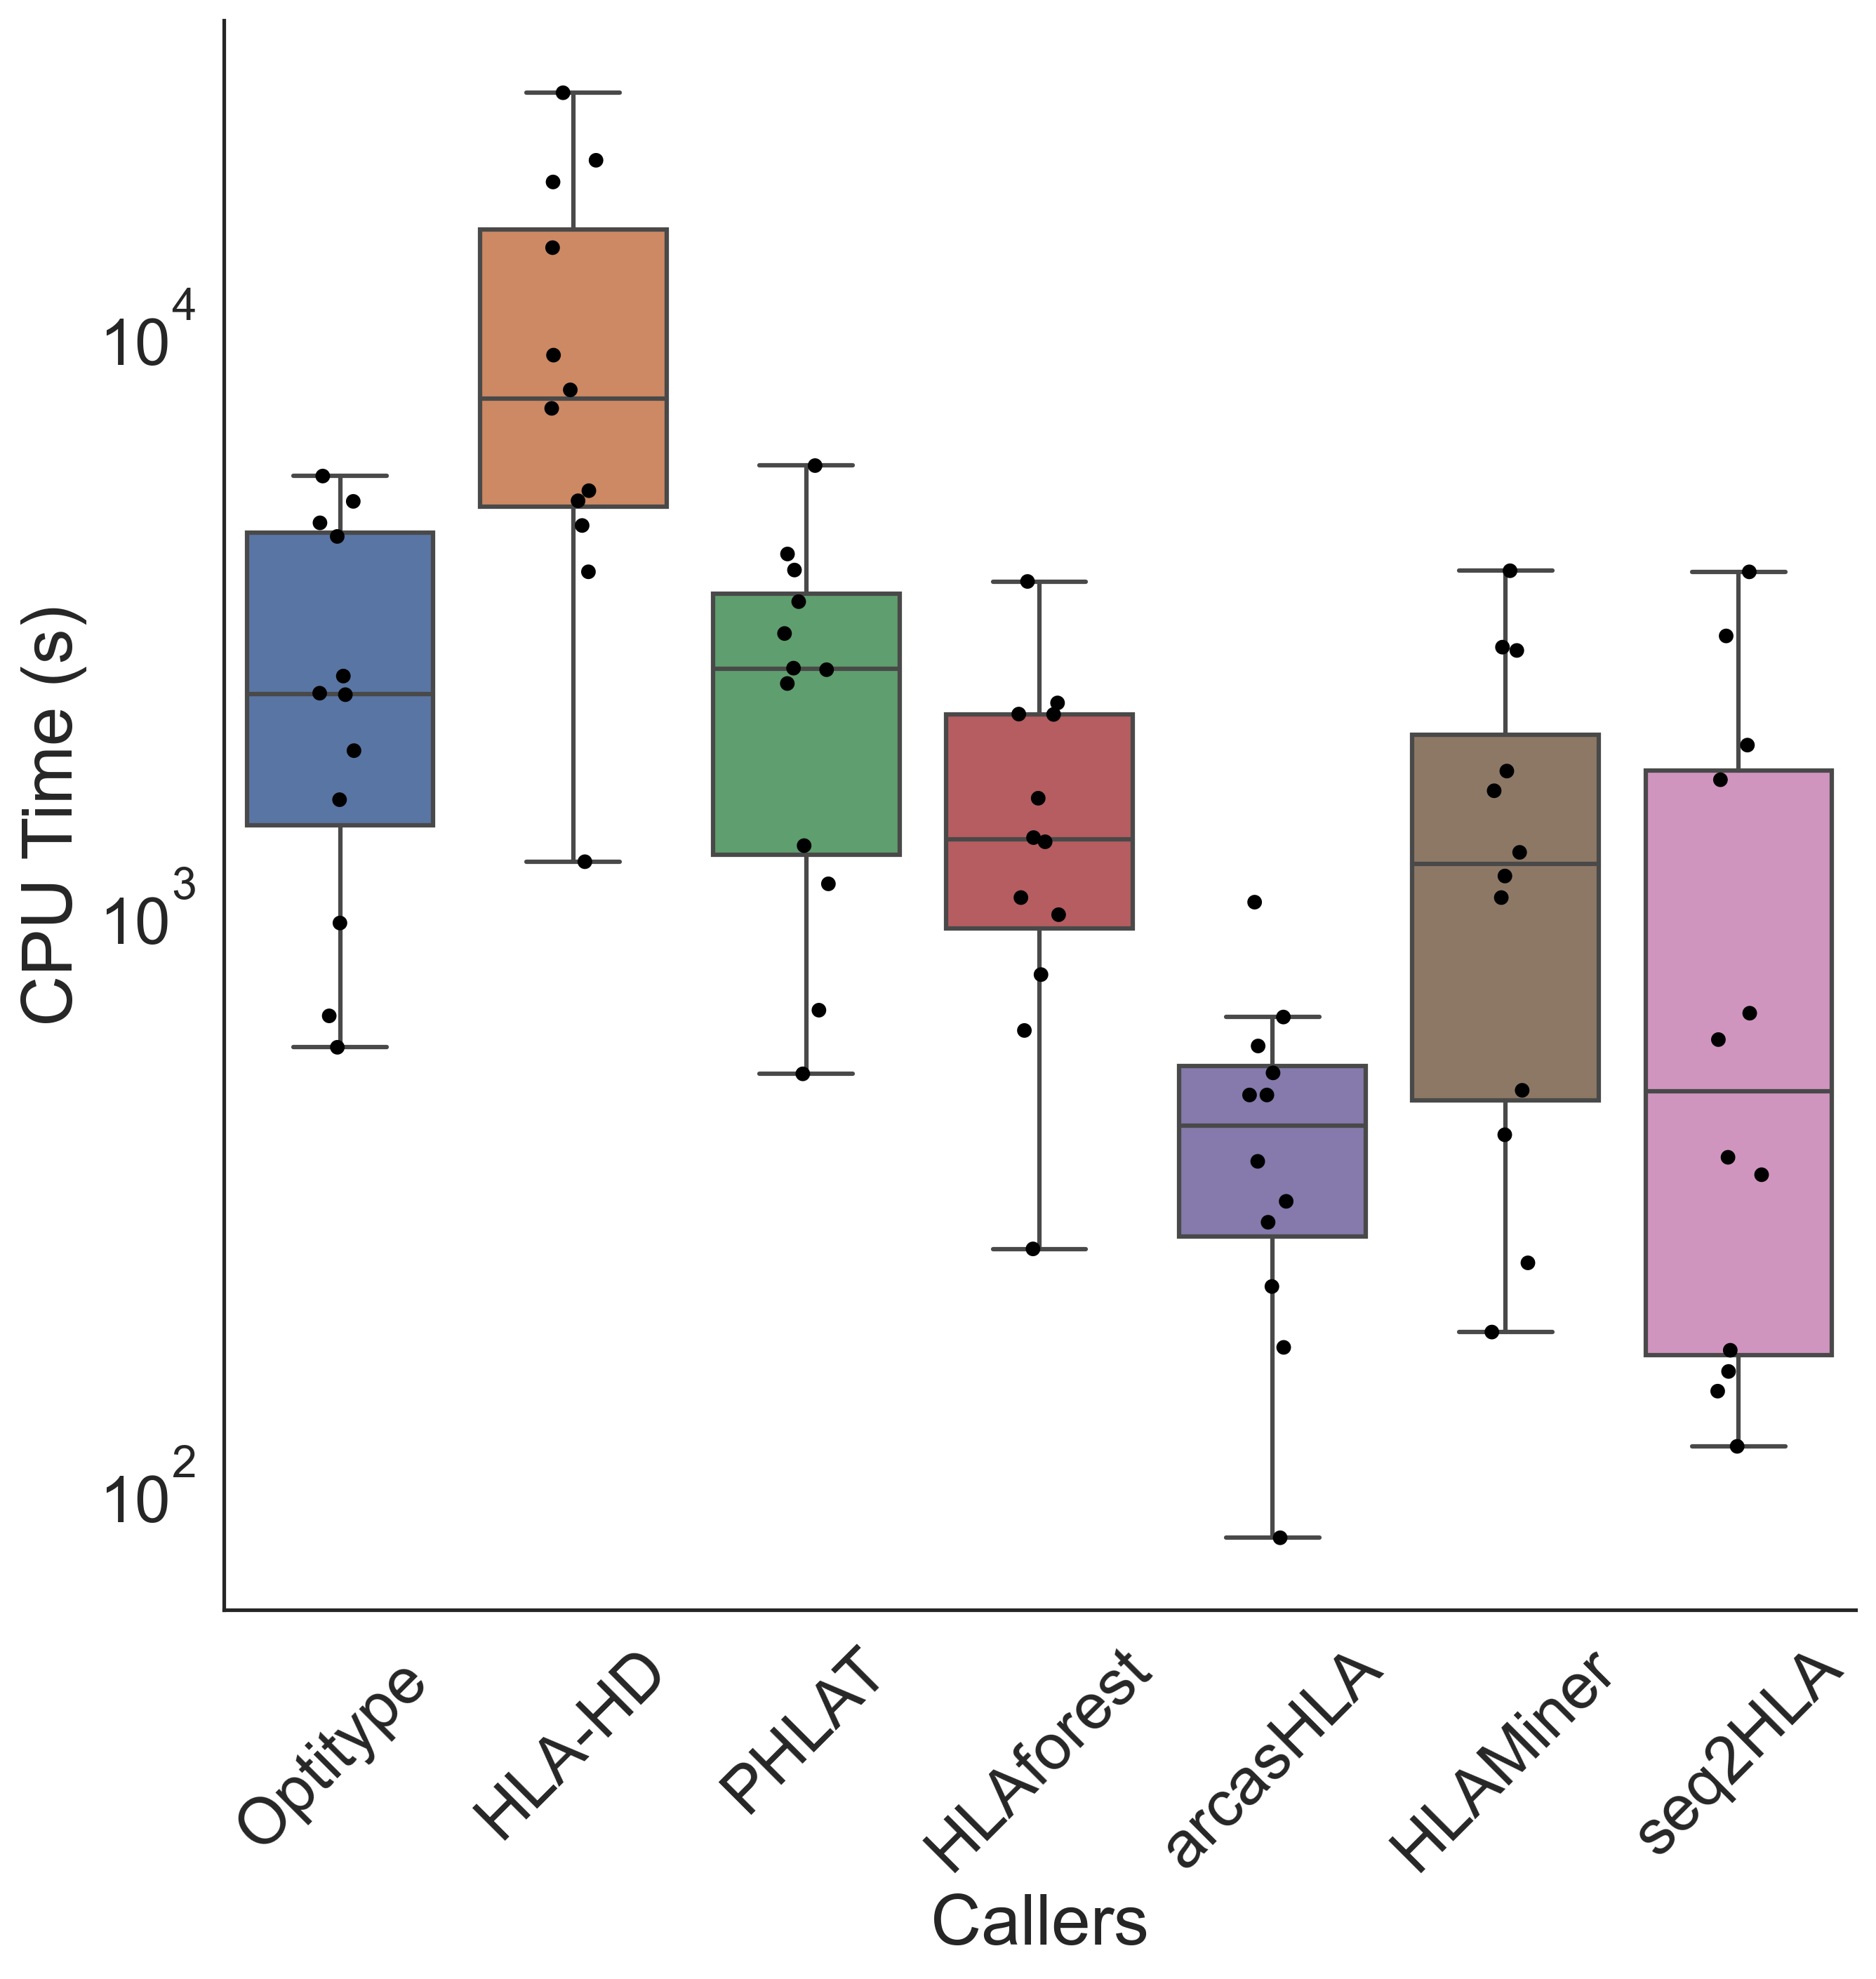 CPU Time (s)
10^4
10^3
10^2
Optitype
HLA-HD
PHLAT
HLAforest
arcasHLA
HLAMiner
seq2HLA
Callers